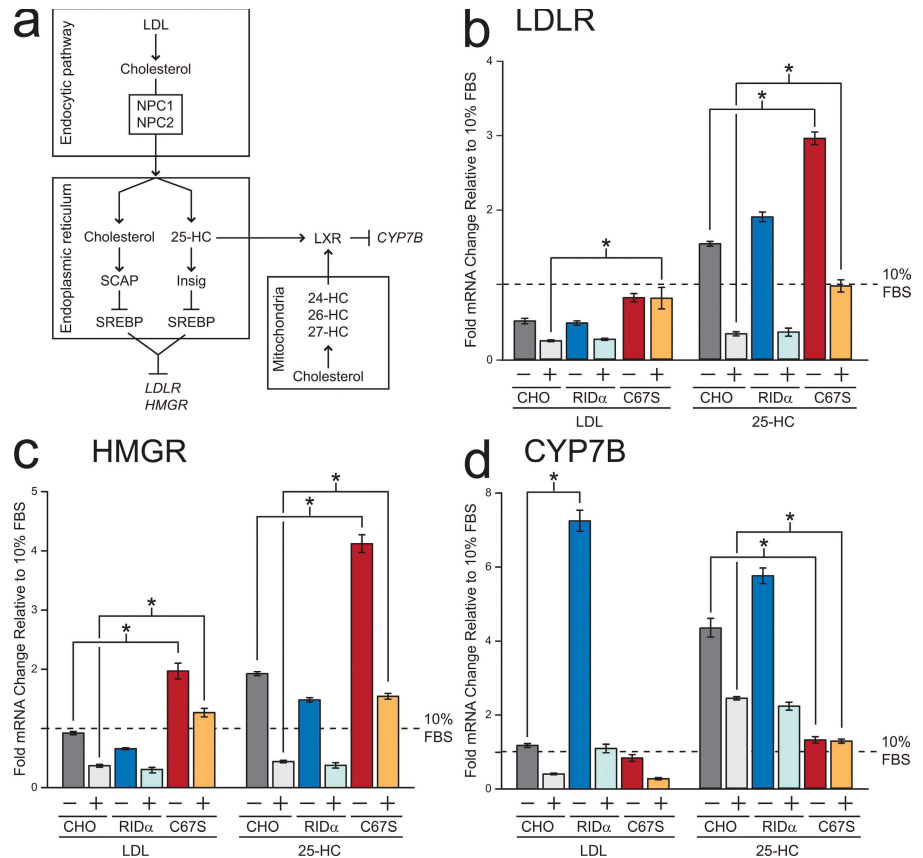 a
Endocytic pathway
LDL
Cholesterol
NPC1
NPC2
Endoplasmic reticulum
Cholesterol
25-HC
SCAP
Insig
SREBP
SREBP
LDLR
HMGR
LXR
CYP7B
Mitochondria
24-HC
26-HC
27-HC
Cholesterol
b LDLR
Fold mRNA Change Relative to 10% FBS
4
3
2
1
0
*
*
*
10%
FBS
− + − + − + − + − + − +
CHO RIDα C67S CHO RIDα C67S
LDL 25-HC
c HMGR
Fold mRNA Change Relative to 10% FBS
5
4
3
2
1
0
*
*
*
*
10%
FBS
− + − + − + − + − + − +
CHO RIDα C67S CHO RIDα C67S
LDL 25-HC
d CYP7B
Fold mRNA Change Relative to 10% FBS
8
6
4
2
1
0
*
*
*
10%
FBS
− + − + − + − + − + − +
CHO RIDα C67S CHO RIDα C67S
LDL 25-HC